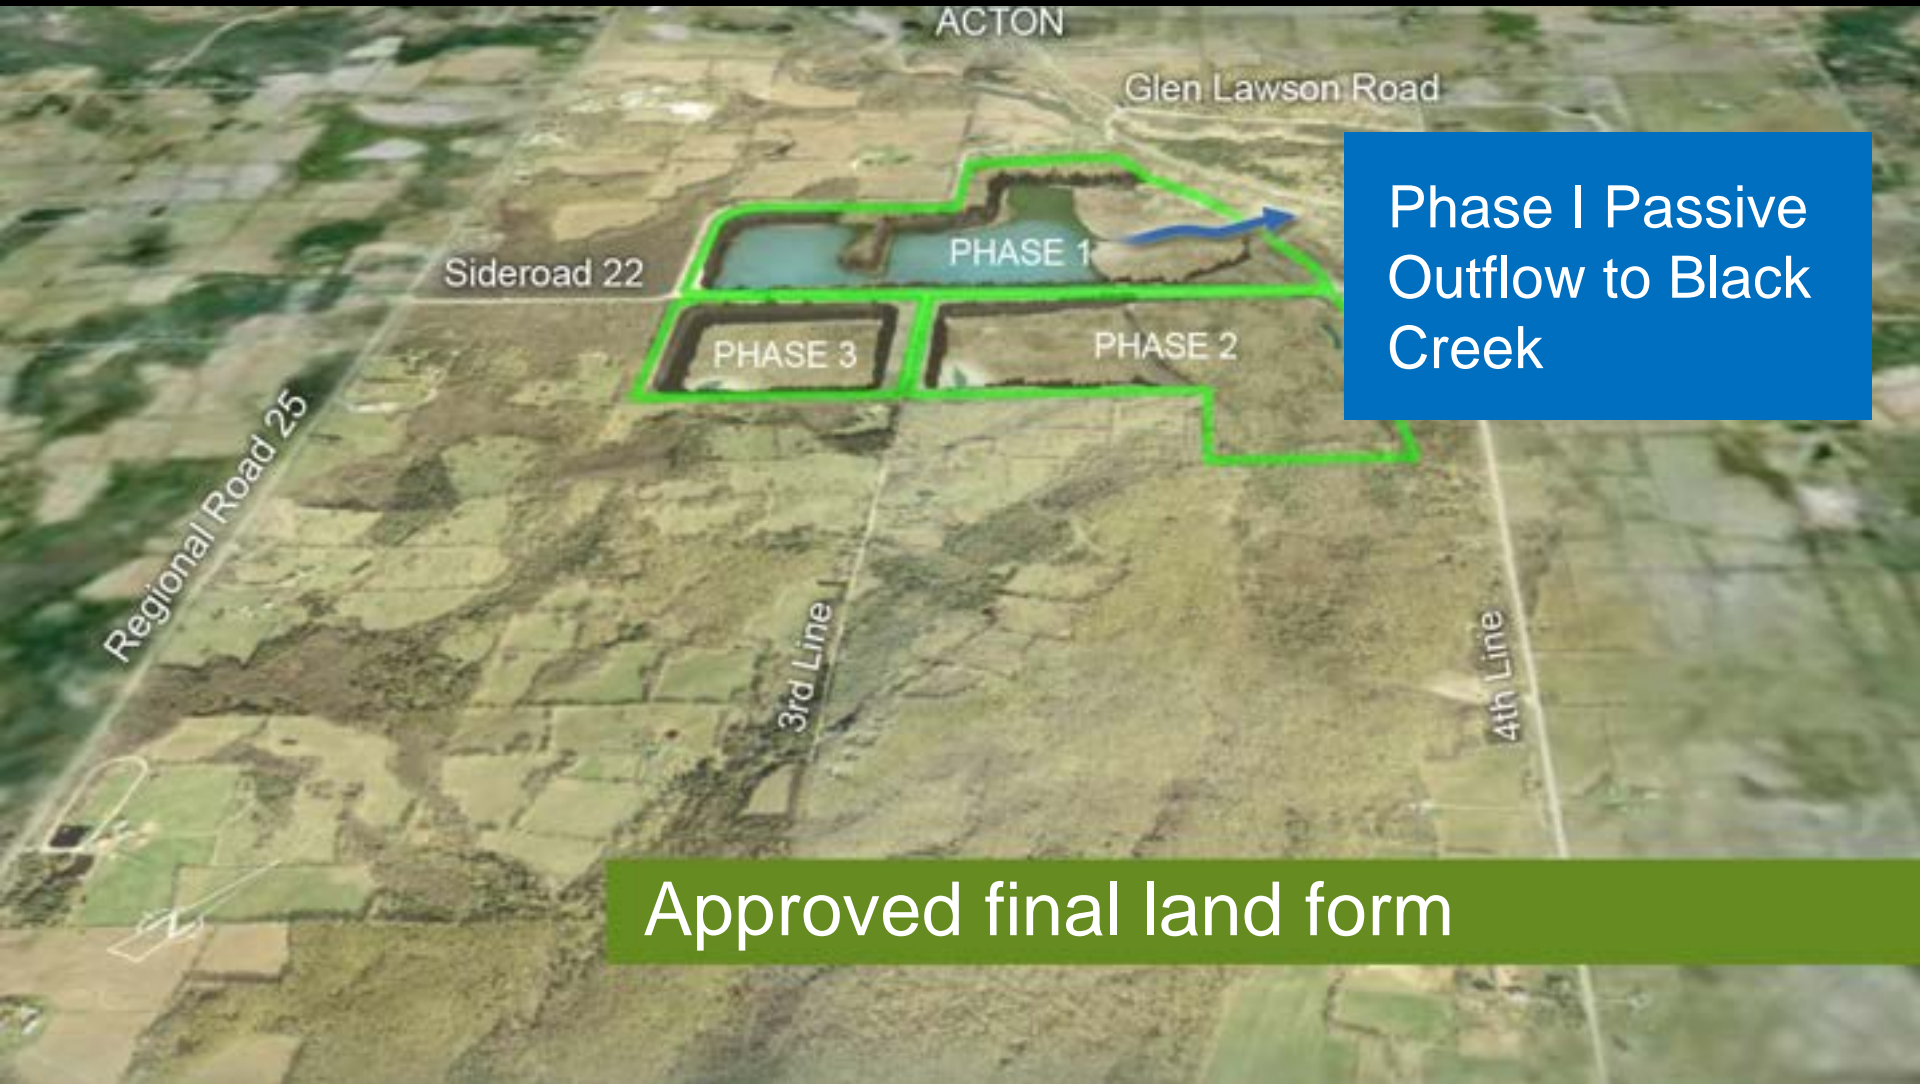 ACTON
Glen Lawson Road
Phase I Passive
Outflow to Black
Creek
PHASE 1
Sideroad 22
PHASE 3
PHASE 2
Regional Road 25
3rd Line
4th Line
Approved final land form